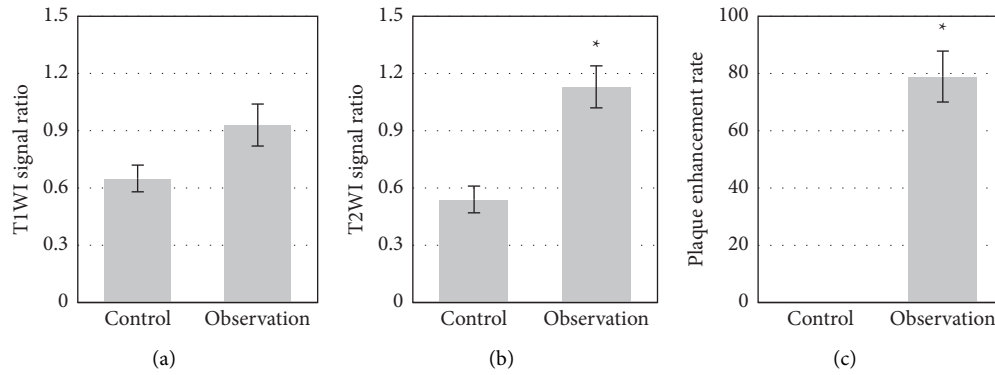 T1WI signal ratio
1.5
1.2
0.9
0.6
0.3
0
Control Observation
(a)
T2WI signal ratio
1.5
1.2
0.9
0.6
0.3
0
*
Control Observation
(b)
Plaque enhancement rate
100
80
60
40
20
0
*
Control Observation
(c)